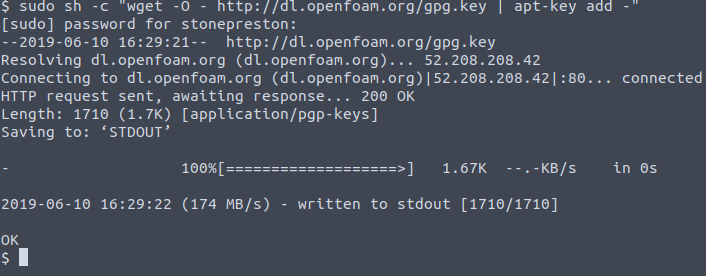 $ sudo sh -c "wget -O - http://dl.openfoam.org/gpg.key | apt-key add -"
[sudo] password for stonepreston:
--2019-06-10 16:29:21--  http://dl.openfoam.org/gpg.key
Resolving dl.openfoam.org (dl.openfoam.org)... 52.208.208.42
Connecting to dl.openfoam.org (dl.openfoam.org)|52.208.208.42|:80... connected
HTTP request sent, awaiting response... 200 OK
Length: 1710 (1.7K) [application/pgp-keys]
Saving to: ‘STDOUT’
-                   100%[===================>]   1.67K  --.-KB/s    in 0s
2019-06-10 16:29:22 (174 MB/s) - written to stdout [1710/1710]
OK
$